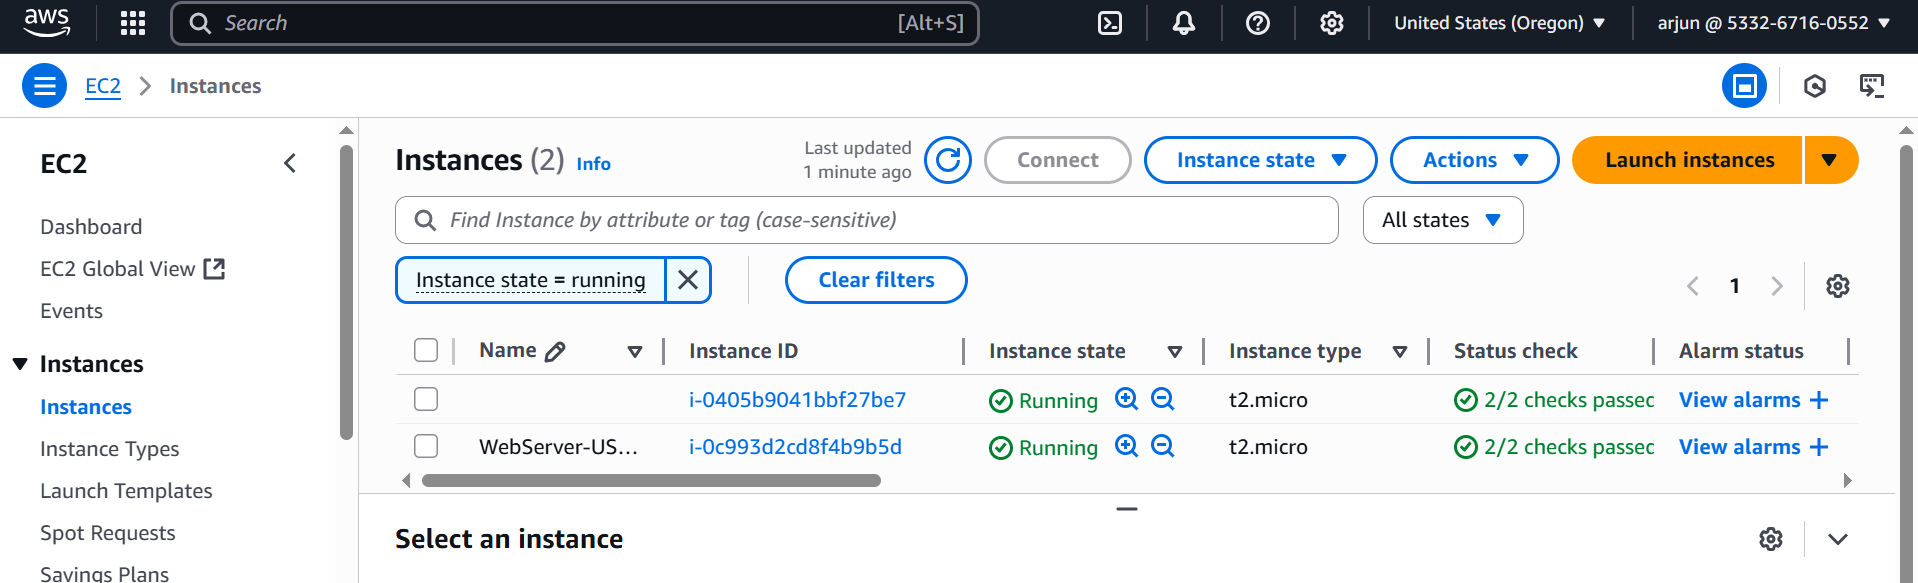 aws Search [Alt+S] United States (Oregon) arjun @ 5332-6716-0552
EC2 Instances
EC2
Dashboard
EC2 Global View
Events
Instances
Instances
Instance Types
Launch Templates
Spot Requests
Savings Plans
Instances (2) Info
Last updated
1 minute ago
Connect Instance state Actions Launch instances
Find Instance by attribute or tag (case-sensitive) All states
Instance state = running Clear filters
1
Name Instance ID Instance state Instance type Status check Alarm status
i-0405b9041bbf27be7 Running t2.micro 2/2 checks passed View alarms +
WebServer-US... i-0c993d2cd8f4b9b5d Running t2.micro 2/2 checks passed View alarms +
Select an instance